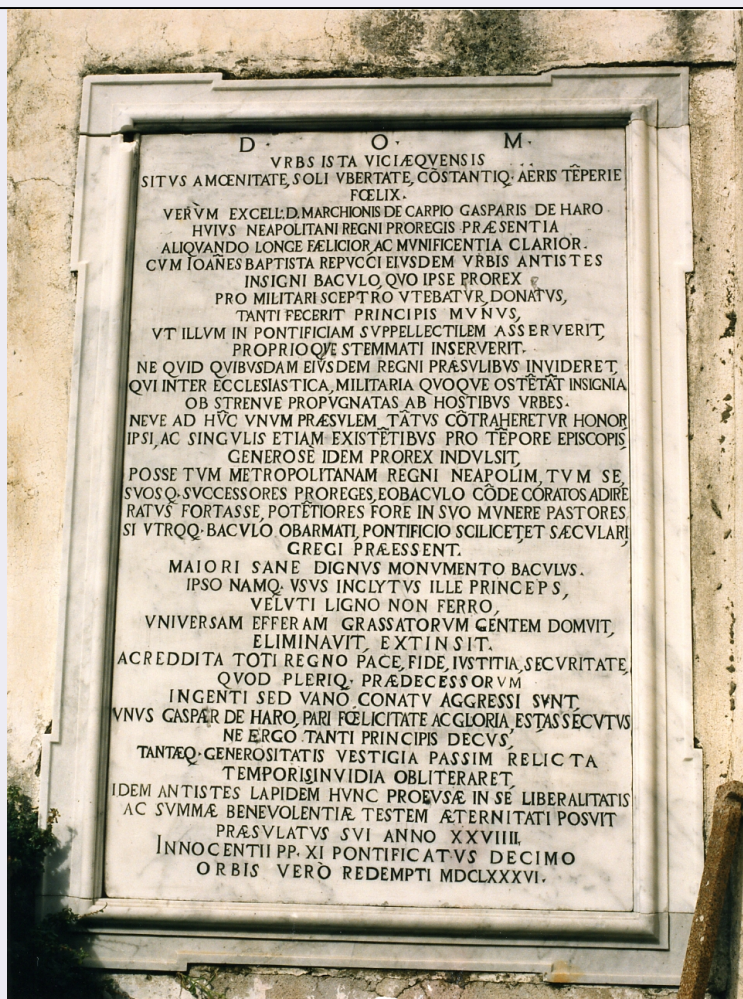 D · O · M ·
VRBS ISTA VICIÆQVENSIS
SITVS AMŒNITATE, SOLI VBERTATE, CÕSTANTIQ· AERIS TẼPERIE
FŒLIX·
VERVM EXCELL: D. MARCHIONIS DE CARPIO GASPARIS DE HARO
HVIVS NEAPOLITANI REGNI PROREGIS PRÆSENTIA
ALIQVANDO LONGE FÆLICIOR, AC MVNIFICENTIA CLARIOR.
CVM IOAÑES BAPTISTA REPVCCI EIVSDEM VRBIS ANTISTES
INSIGNI BACVLO, QVO IPSE PROREX
PRO MILITARI SCEPTRO VTEBATVR, DONATVS,
TANTI FECERIT PRINCIPIS MVNVS,
VT ILLVM IN PONTIFICIAM SVPPELLECTILEM ASSERVERIT,
PROPRIOQVE STEMMATI INSERVERIT.
NE QVID QVIBVSDAM EIVSDEM REGNI PRÆSVLIBVS INVIDERET,
QVI INTER ECCLESIASTICA, MILITARIA QVOQVE OSTẼTÃT INSIGNIA
OB STRENVE PROPVGNATAS AB HOSTIBVS VRBES.
NEVE AD HṼC VNVM PRÆSVLEM TÃTVS CÕTRAHERETVR HONOR,
IPSI, AC SINGVLIS ETIAM EXISTẼTIBVS PRO TẼPORE EPISCOPIS,
GENEROSÈ IDEM PROREX INDVLSIT,
POSSE TVM METROPOLITANAM REGNI NEAPOLIM, TVM SE,
SVOSQ· SVCCESSORES PROREGES, EO BACVLO CÕDECORATOS ADIRE
RATVS FORTASSE, POTẼTIORES FORE IN SVO MVNERE PASTORES
SI VTRQQ· BACVLO OBARMATI, PONTIFICIO SCILICET, ET SÆCVLARI
GREGI PRÆESSENT.
MAIORI SANE DIGNVS MONVMENTO BACVLVS.
IPSO NAMQ· VSVS INCLYTVS ILLE PRINCEPS,
VELVTI LIGNO NON FERRO,
VNIVERSAM EFFERAM GRASSATORVM GENTEM DOMVIT,
ELIMINAVIT, EXTINSIT.
AC REDDITA TOTI REGNO PACE, FIDE, IVSTITIA, SECVRITATE,
QVOD PLERIQ· PRÆDECESSORVM
INGENTI SED VANO CONATV AGGRESSI SVNT,
VNVS GASPAR DE HARO, PARI FŒLICITATE AC GLORIA EST ASSECVTVS
NE ERGO TANTI PRINCIPIS DECVS,
TANTÆQ· GENEROSITATIS VESTIGIA PASSIM RELICTA
TEMPORIS INVIDIA OBLITERARET,
IDEM ANTISTES LAPIDEM HVNC PROFVSÆ IN SE LIBERALITATIS
AC SVMMÆ BENEVOLENTIÆ TESTEM ÆTERNITATI POSVIT
PRÆSVLATVS SVI ANNO XXVIIII,
INNOCENTII PP. XI PONTIFICATVS DECIMO
ORBIS VERÒ REDEMPTI MDCLXXXVI.